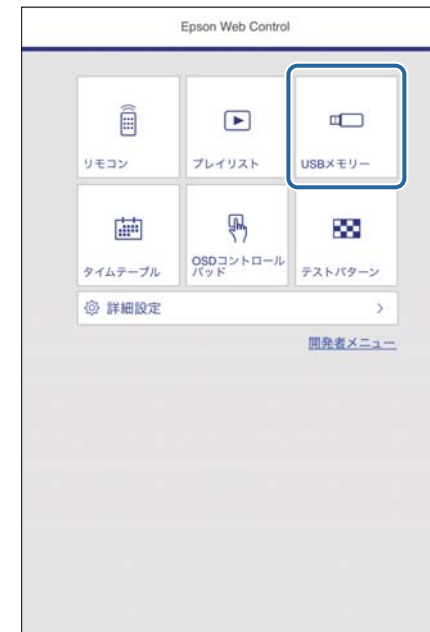 Epson Web Control
リモコン
プレイリスト
USBメモリー
タイムテーブル
OSDコントロール
パッド
テストパターン
詳細設定
開発者メニュー